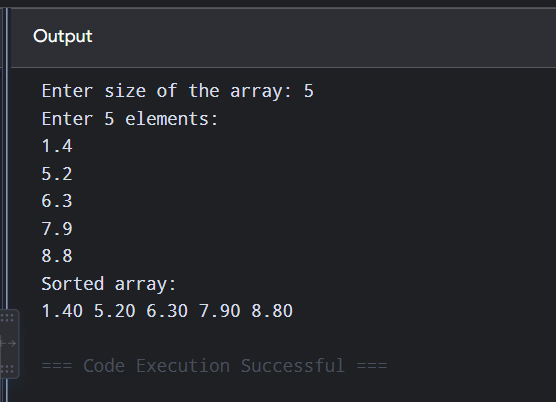 Output
Enter size of the array: 5
Enter 5 elements:
1.4
5.2
6.3
7.9
8.8
Sorted array:
1.40 5.20 6.30 7.90 8.80
=== Code Execution Successful ===